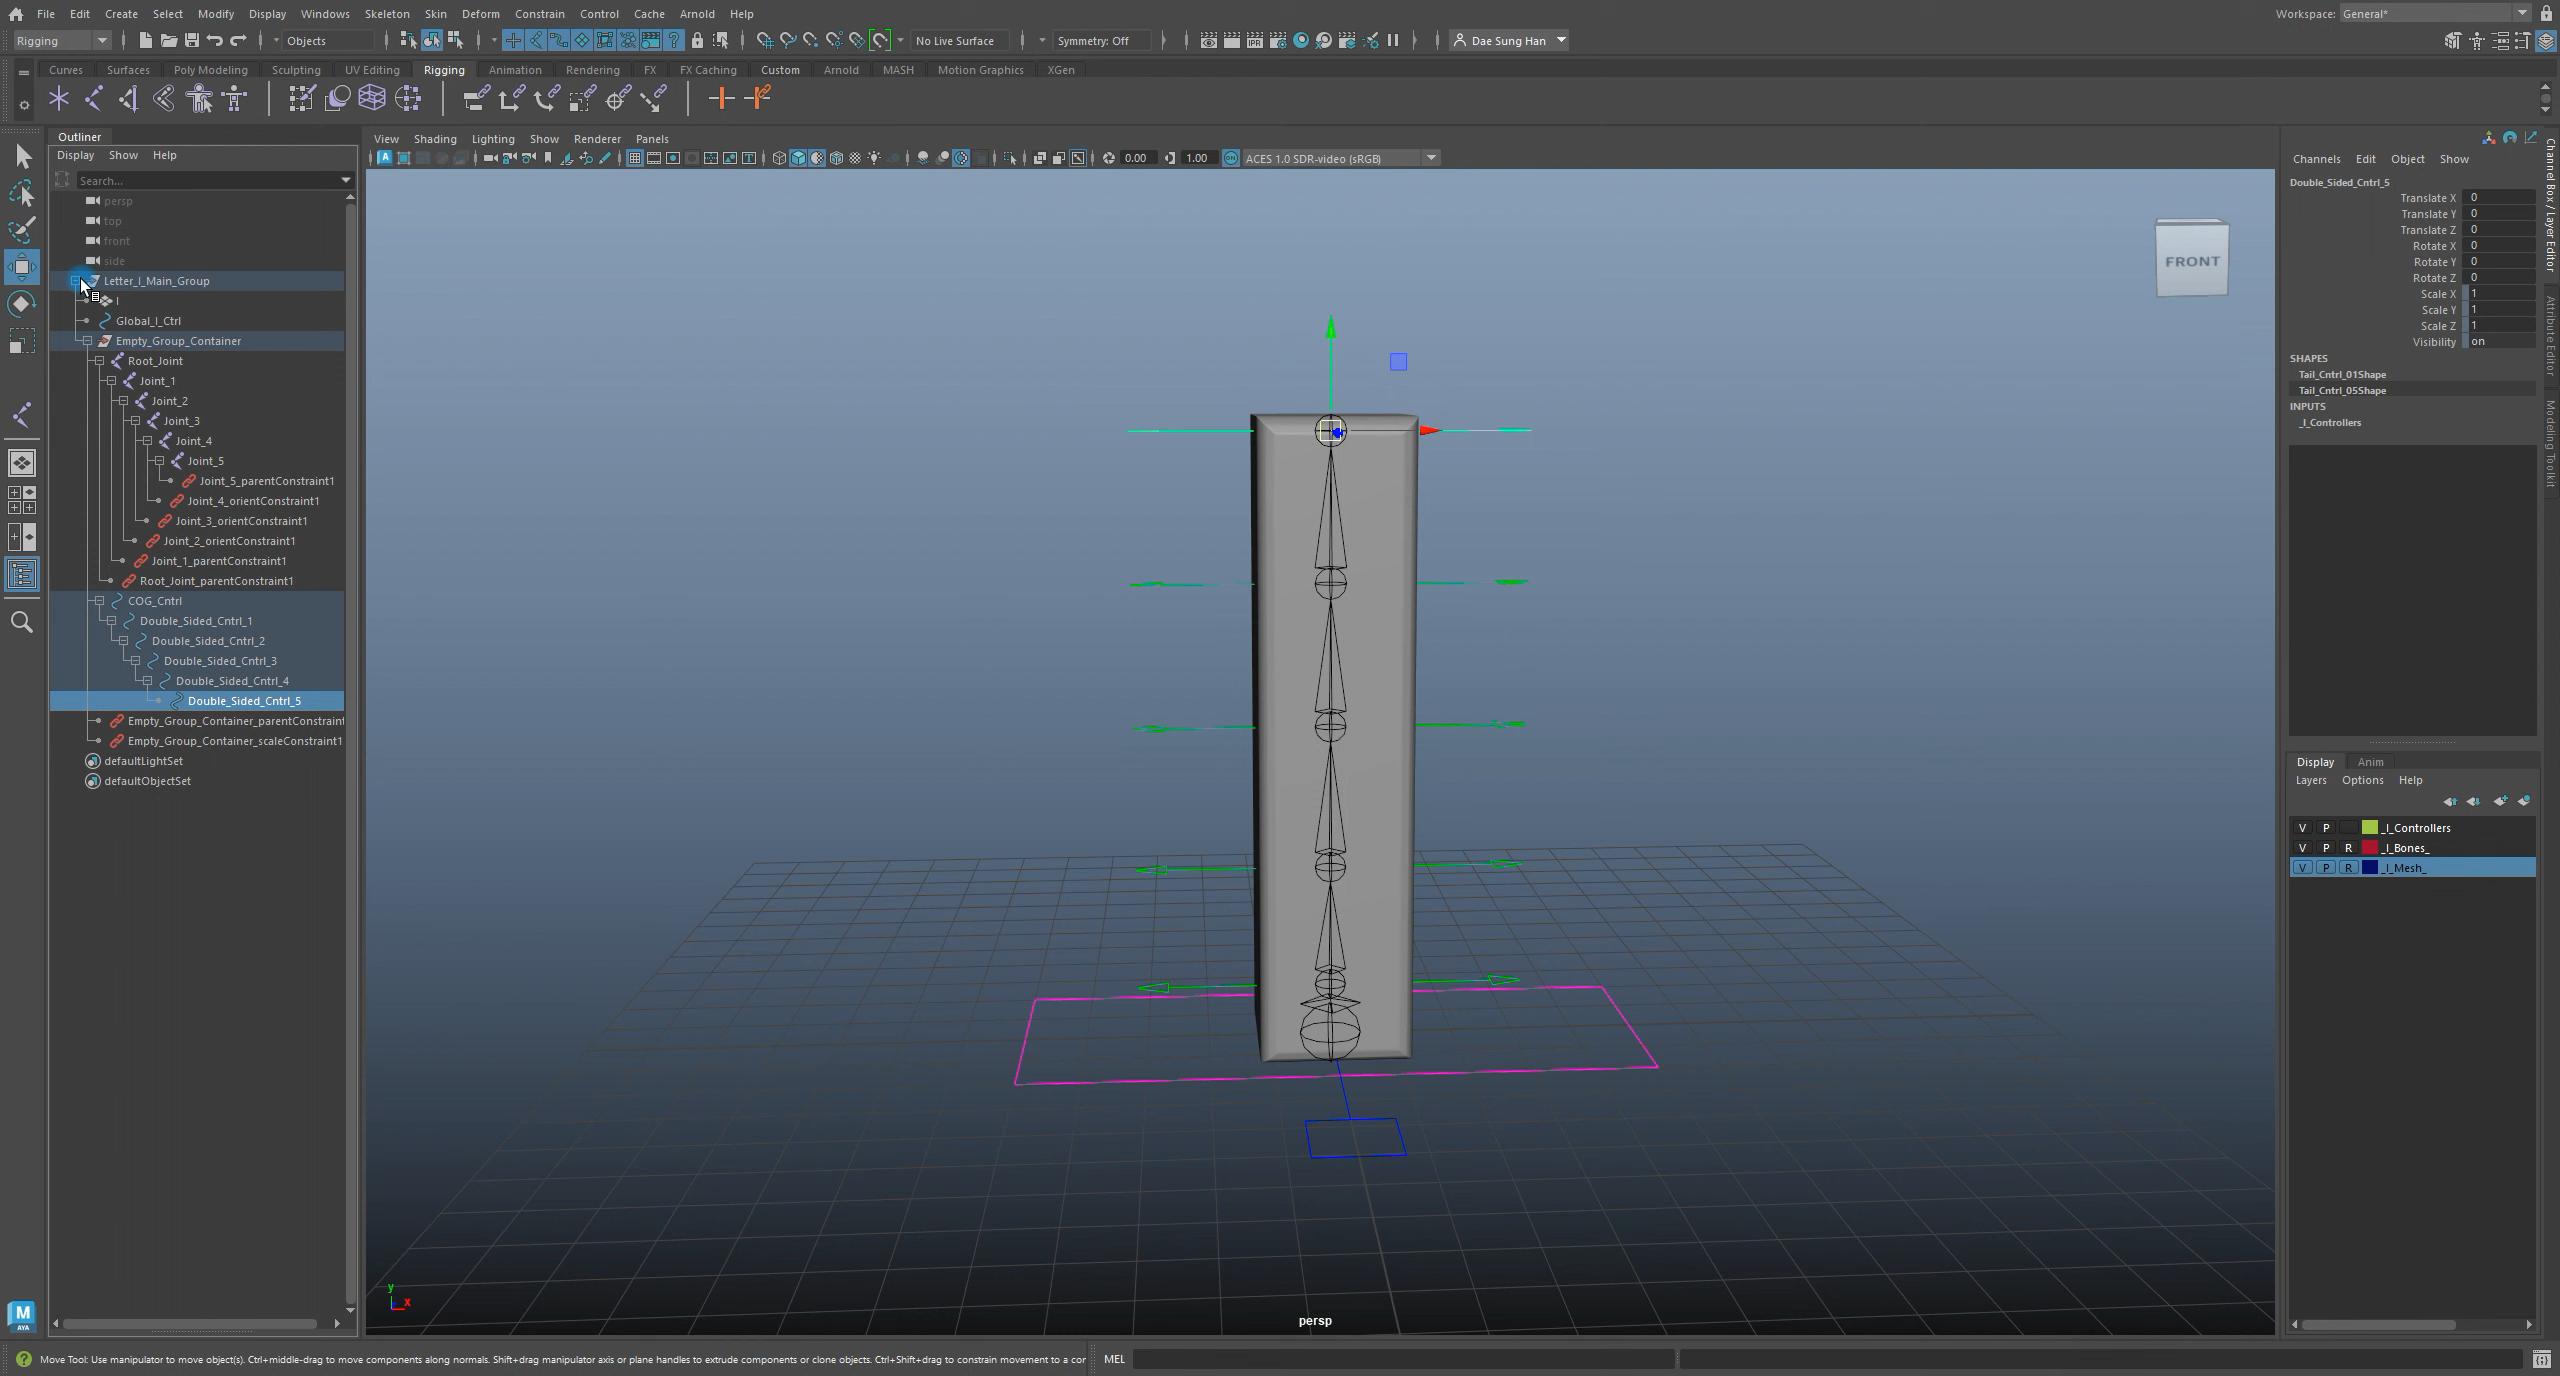 File Edit Create Select Modify Display Windows Skeleton Skin Deform Constrain Control Cache Arnold Help
Workspace: General*
Rigging
Objects
No Live Surface
Symmetry: Off
Dae Sung Han
Curves Surfaces Poly Modeling Sculpting UV Editing Rigging Animation Rendering FX FX Caching Custom Arnold MASH Motion Graphics XGen
Outliner
Display Show Help
Search...
persp
top
front
side
Letter_I_Main_Group
I
Global_I_Ctrl
Empty_Group_Container
Root_Joint
Joint_1
Joint_2
Joint_3
Joint_4
Joint_5
Joint_5_parentConstraint1
Joint_4_orientConstraint1
Joint_3_orientConstraint1
Joint_2_orientConstraint1
Joint_1_parentConstraint1
Root_Joint_parentConstraint1
COG_Cntrl
Double_Sided_Cntrl_1
Double_Sided_Cntrl_2
Double_Sided_Cntrl_3
Double_Sided_Cntrl_4
Double_Sided_Cntrl_5
Empty_Group_Container_parentConstraint
Empty_Group_Container_scaleConstraint1
defaultLightSet
defaultObjectSet
View Shading Lighting Show Renderer Panels
0.00
1.00
ACES 1.0 SDR-video (sRGB)
FRONT
y
x
persp
Channels Edit Object Show
Double_Sided_Cntrl_5
Translate X 0
Translate Y 0
Translate Z 0
Rotate X 0
Rotate Y 0
Rotate Z 0
Scale X 1
Scale Y 1
Scale Z 1
Visibility on
SHAPES
Tail_Cntrl_01Shape
Tail_Cntrl_05Shape
INPUTS
_I_Controllers
Channel Box / Layer Editor
Attribute Editor
Modeling Toolkit
Display Anim
Layers Options Help
V P _I_Controllers
V P R _I_Bones_
V P R _I_Mesh_
M
AYA
Move Tool: Use manipulator to move object(s). Ctrl+middle-drag to move components along normals. Shift+drag manipulator axis or plane handles to extrude components or clone objects. Ctrl+Shift+drag to constrain movement to a cor
MEL